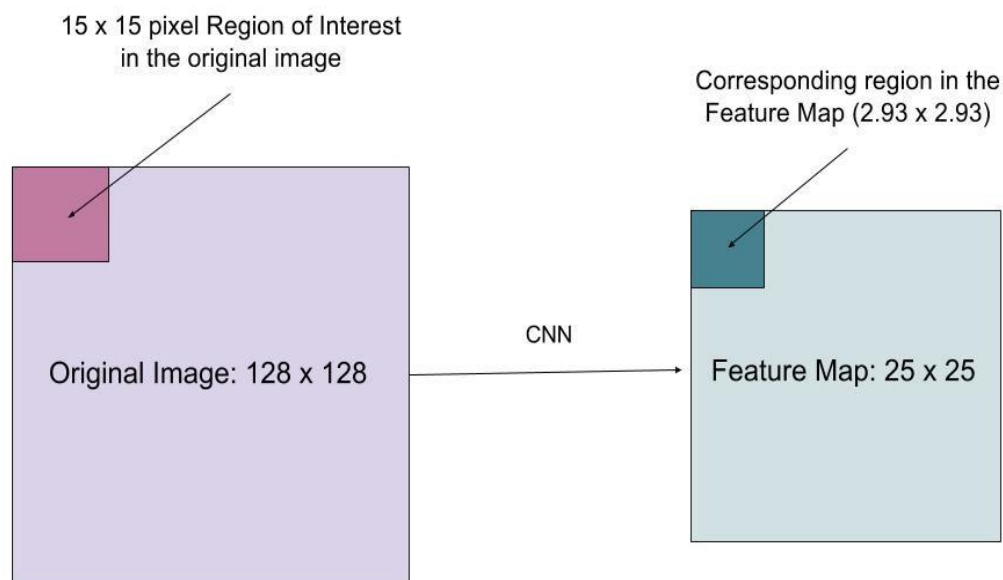 15 x 15 pixel Region of Interest
in the original image
Corresponding region in the
Feature Map (2.93 x 2.93)
CNN
Original Image: 128 x 128
Feature Map: 25 x 25